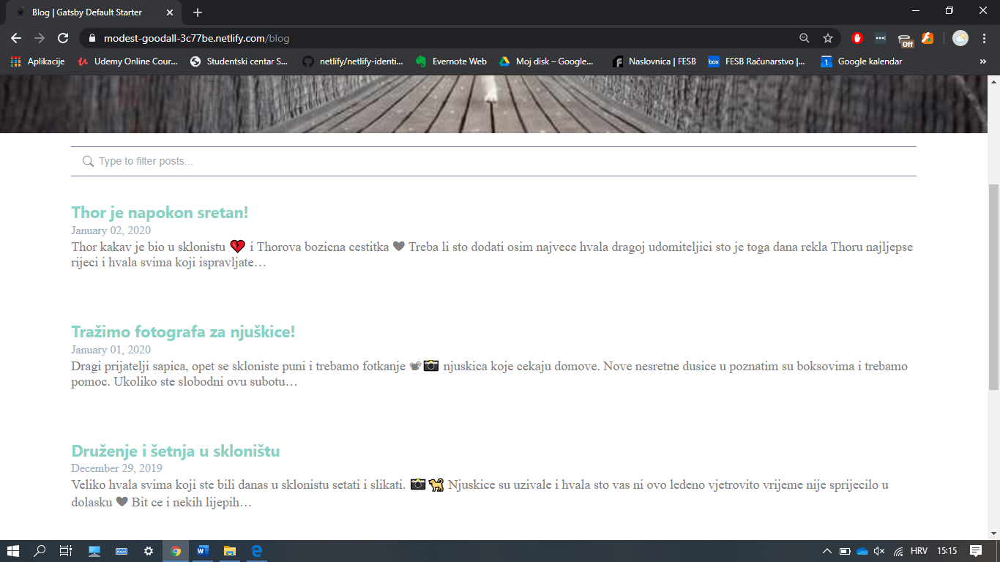 Blog | Gatsby Default Starter
modest-goodall-3c77be.netlify.com/blog
Off
Aplikacije
Udemy Online Cour...
Studentski centar S...
netlify/netlify-identi...
Evernote Web
Moj disk – Google...
Naslovnica | FESB
box
FESB Računarstvo |...
1
Google kalendar
»
Type to filter posts...
Thor je napokon sretan!
January 02, 2020
Thor kakav je bio u sklonistu 💔 i Thorova bozicna cestitka ♥ Treba li sto dodati osim najvece hvala dragoj udomiteljici sto je toga dana rekla Thoru najljepse
rijeci i hvala svima koji ispravljate…
Tražimo fotografa za njuškice!
January 01, 2020
Dragi prijatelji sapica, opet se skloniste puni i trebamo fotkanje 📽📷 njuskica koje cekaju domove. Nove nesretne dusice u poznatim su boksovima i trebamo
pomoc. Ukoliko ste slobodni ovu subotu…
Druženje i šetnja u skloništu
December 29, 2019
Veliko hvala svima koji ste bili danas u sklonistu setati i slikati. 📷🐕 Njuskice su uzivale i hvala sto vas ni ovo ledeno vjetrovito vrijeme nije sprijecilo u
dolasku ♥ Bit ce i nekih lijepih…
HRV
15:15